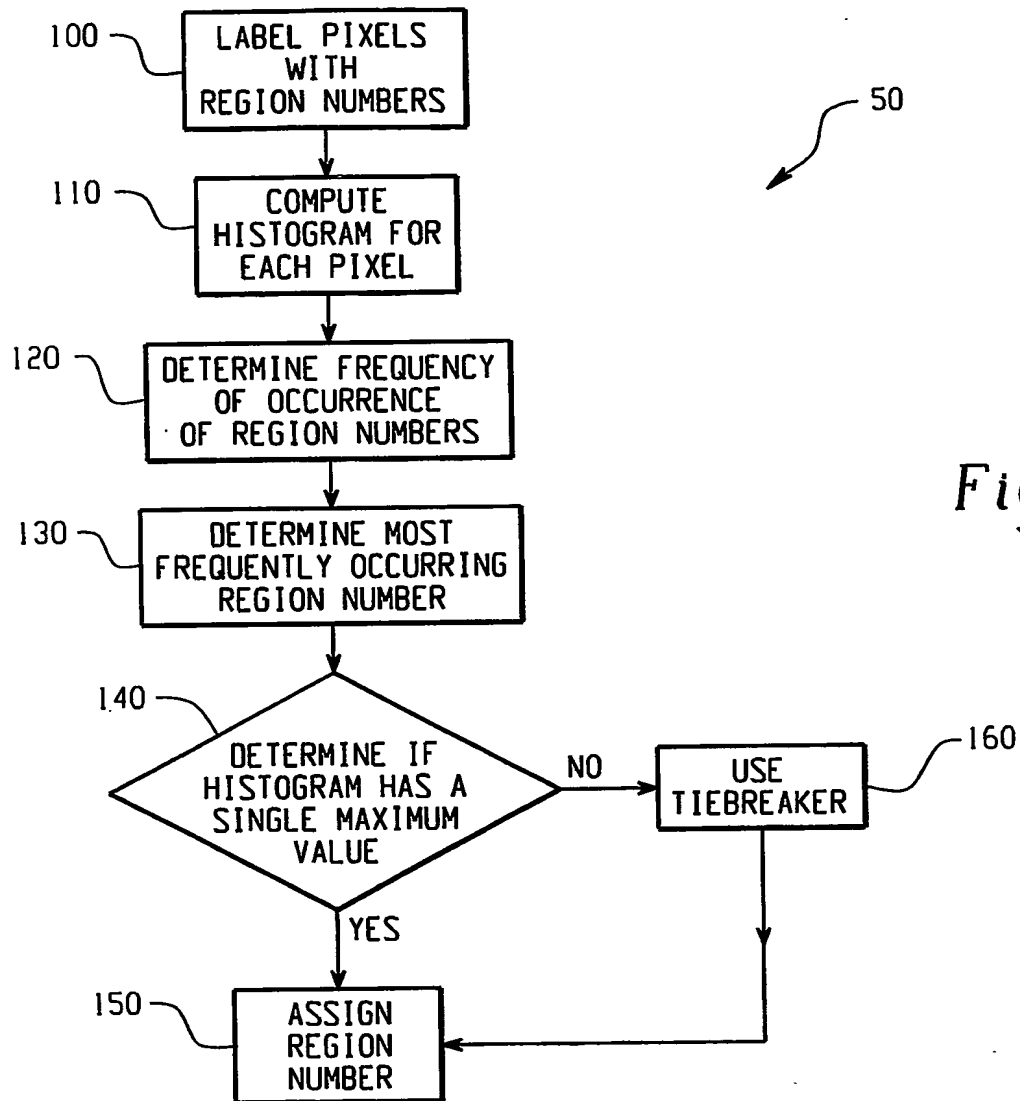 100
LABEL PIXELS
WITH
REGION NUMBERS
50
110
COMPUTE
HISTOGRAM FOR
EACH PIXEL
120
DETERMINE FREQUENCY
OF OCCURRENCE
OF REGION NUMBERS
130
DETERMINE MOST
FREQUENTLY OCCURRING
REGION NUMBER
140
DETERMINE IF
HISTOGRAM HAS A
SINGLE MAXIMUM
VALUE
NO
USE
TIEBREAKER
160
YES
150
ASSIGN
REGION
NUMBER